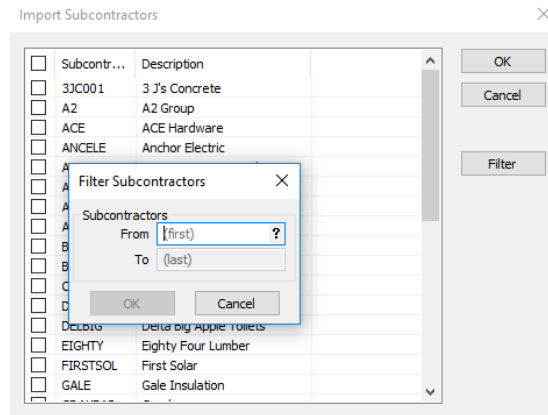 Import Subcontractors
Subcontr... Description
3JC001 3 J's Concrete
A2 A2 Group
ACE ACE Hardware
ANCELE Anchor Electric
OK
Cancel
Filter
Filter Subcontractors
Subcontractors
From (first) ?
To (last)
OK Cancel
DELBIG Delta Big Apple Toilets
EIGHTY Eighty Four Lumber
FIRSTSOL First Solar
GALE Gale Insulation